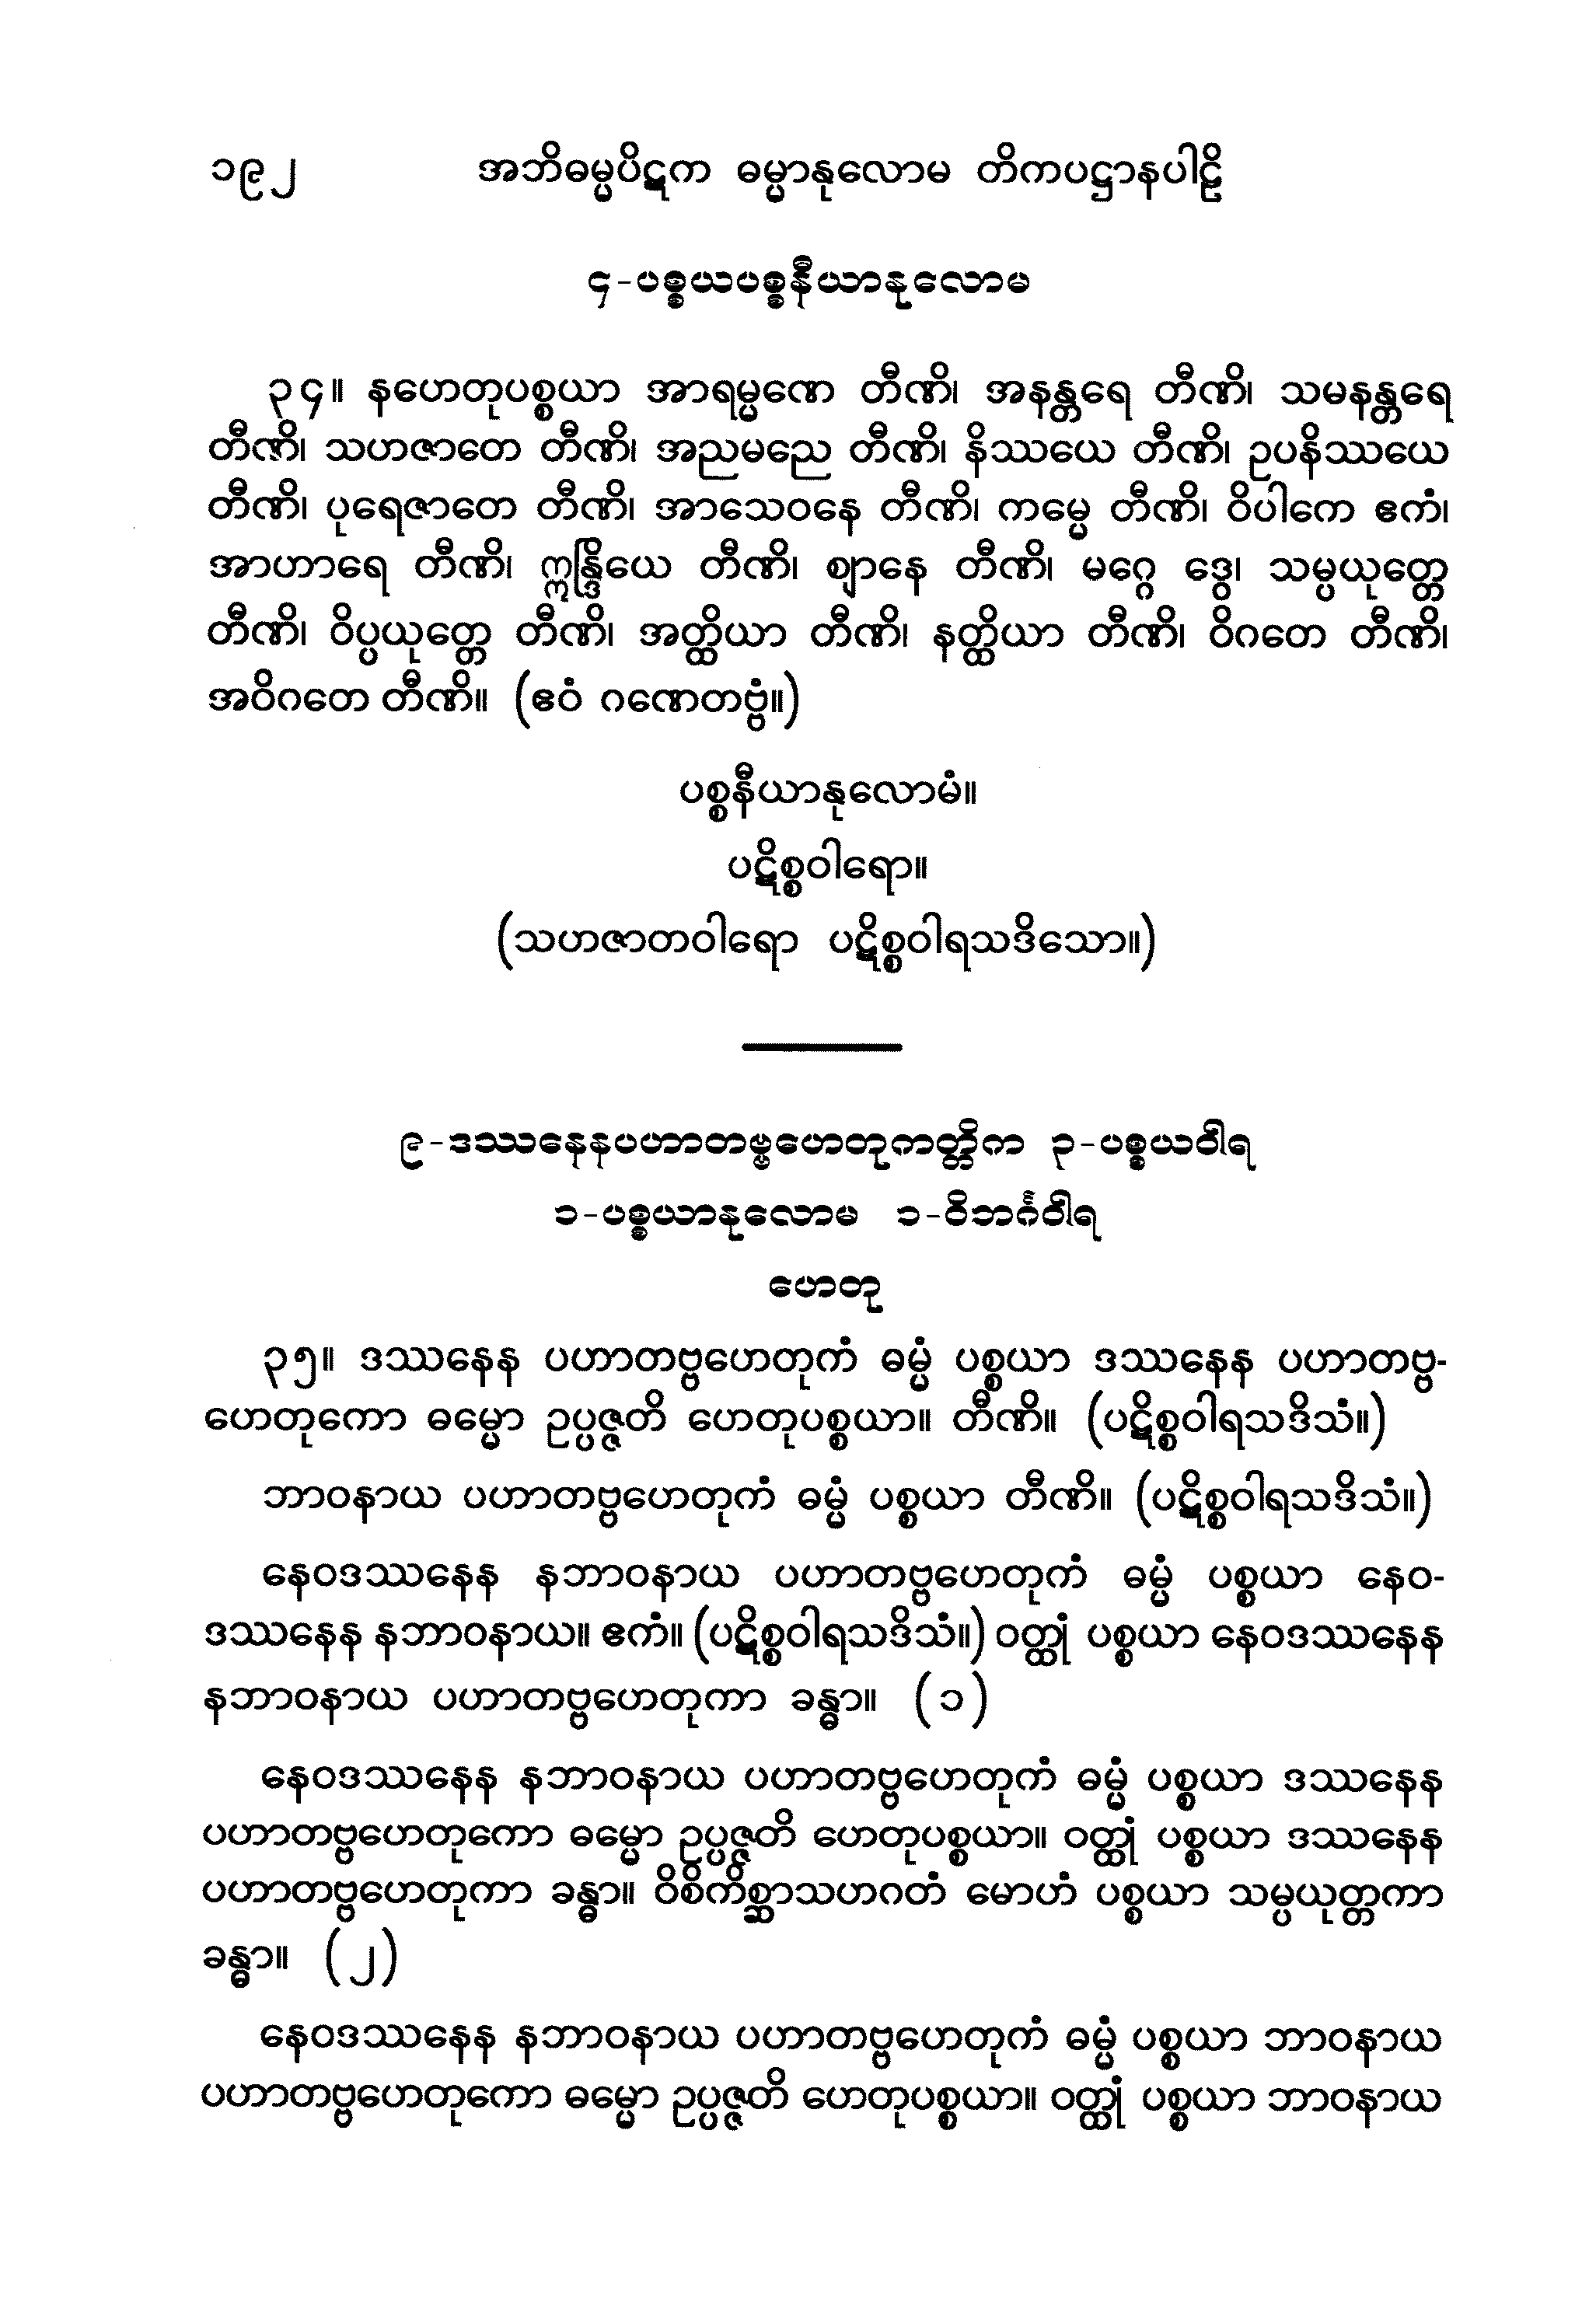 ၁၉၂ အဘိဓမ္မပိဋက ဓမ္မာနုလောမ တိကပဋ္ဌာနပါဠိ
၄-ပစ္စယပစ္စနီယာနုလောမ
၃၄။ နဟေတုပစ္စယာ အာရမ္မဏေ တီဏိ၊ အနန္တရေ တီဏိ၊ သမနန္တရေ
တီဏိ၊ သဟဇာတေ တီဏိ၊ အညမညေ တီဏိ၊ နိဿယေ တီဏိ၊ ဥပနိဿယေ
တီဏိ၊ ပုရေဇာတေ တီဏိ၊ အာသေဝနေ တီဏိ၊ ကမ္မေ တီဏိ၊ ဝိပါကေ ဧကံ၊
အာဟာရေ တီဏိ၊ ဣန္ဒြိယေ တီဏိ၊ ဈာနေ တီဏိ၊ မဂ္ဂေ ဒွေ၊ သမ္ပယုတ္တေ
တီဏိ၊ ဝိပ္ပယုတ္တေ တီဏိ၊ အတ္ထိယာ တီဏိ၊ နတ္ထိယာ တီဏိ၊ ဝိဂတေ တီဏိ၊
အဝိဂတေ တီဏိ။ (ဧဝံ ဂဏေတဗ္ဗံ။)
ပစ္စနီယာနုလောမံ။
ပဋိစ္စဝါရော။
(သဟဇာတဝါရော ပဋိစ္စဝါရသဒိသော။)
၉-ဒဿနေနပဟာတဗ္ဗဟေတုကတ္တိက ၃-ပစ္စယဝါရ
၁-ပစ္စယာနုလောမ ၁-ဝိဘင်္ဂဝါရ
ဟေတု
၃၅။ ဒဿနေန ပဟာတဗ္ဗဟေတုကံ ဓမ္မံ ပစ္စယာ ဒဿနေန ပဟာတဗ္ဗ-
ဟေတုကော ဓမ္မော ဥပ္ပဇ္ဇတိ ဟေတုပစ္စယာ။ တီဏိ။ (ပဋိစ္စဝါရသဒိသံ။)
ဘာဝနာယ ပဟာတဗ္ဗဟေတုကံ ဓမ္မံ ပစ္စယာ တီဏိ။ (ပဋိစ္စဝါရသဒိသံ။)
နေဝဒဿနေန နဘာဝနာယ ပဟာတဗ္ဗဟေတုကံ ဓမ္မံ ပစ္စယာ နေဝ-
ဒဿနေန နဘာဝနာယ။ ဧကံ။ (ပဋိစ္စဝါရသဒိသံ။) ဝတ္ထုံ ပစ္စယာ နေဝဒဿနေန
နဘာဝနာယ ပဟာတဗ္ဗဟေတုကာ ခန္ဓာ။ (၁)
နေဝဒဿနေန နဘာဝနာယ ပဟာတဗ္ဗဟေတုကံ ဓမ္မံ ပစ္စယာ ဒဿနေန
ပဟာတဗ္ဗဟေတုကော ဓမ္မော ဥပ္ပဇ္ဇတိ ဟေတုပစ္စယာ။ ဝတ္ထုံ ပစ္စယာ ဒဿနေန
ပဟာတဗ္ဗဟေတုကာ ခန္ဓာ။ ဝိစိကိစ္ဆာသဟဂတံ မောဟံ ပစ္စယာ သမ္ပယုတ္တကာ
ခန္ဓာ။ (၂)
နေဝဒဿနေန နဘာဝနာယ ပဟာတဗ္ဗဟေတုကံ ဓမ္မံ ပစ္စယာ ဘာဝနာယ
ပဟာတဗ္ဗဟေတုကော ဓမ္မော ဥပ္ပဇ္ဇတိ ဟေတုပစ္စယာ။ ဝတ္ထုံ ပစ္စယာ ဘာဝနာယ